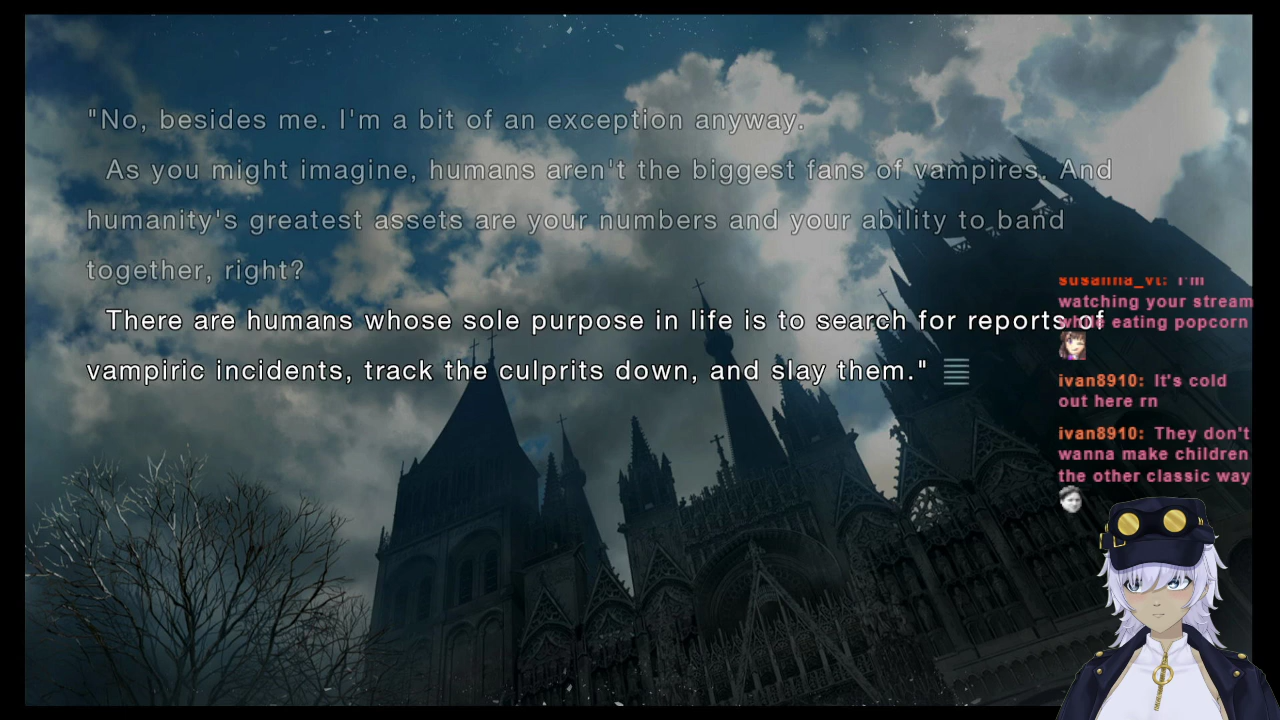 "No, besides me. I'm a bit of an exception anyway.
As you might imagine, humans aren't the biggest fans of vampires. And
humanity's greatest assets are your numbers and your ability to band
together, right?
There are humans whose sole purpose in life is to search for reports of
vampiric incidents, track the culprits down, and slay them."
susanna_vt: I'm
watching your stream
while eating popcorn
ivan8910: It's cold
out here rn
ivan8910: They don't
wanna make children
the other classic way